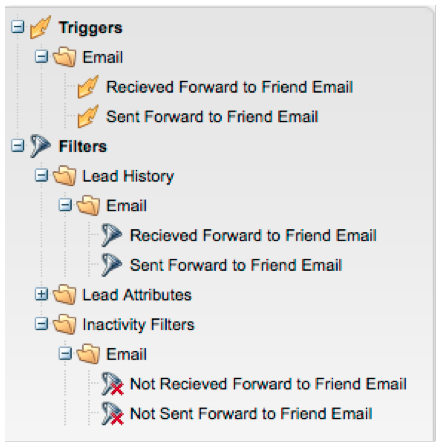 Triggers
Email
Recieved Forward to Friend Email
Sent Forward to Friend Email
Filters
Lead History
Email
Recieved Forward to Friend Email
Sent Forward to Friend Email
Lead Attributes
Inactivity Filters
Email
Not Recieved Forward to Friend Email
Not Sent Forward to Friend Email